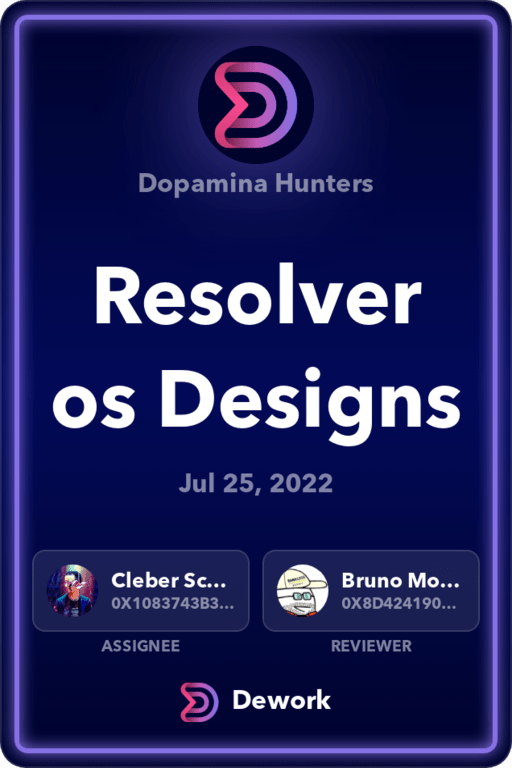 Dopamina Hunters
Resolver
os Designs
Jul 25, 2022
Cleber Sc...
0X1083743B3...
ASSIGNEE
Bruno Mo...
0X8D424190...
REVIEWER
Dework